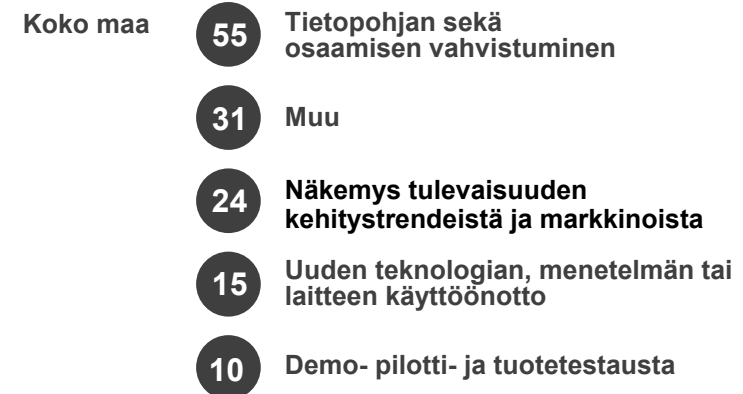 Koko maa
55
Tietopohjan sekä
osaamisen vahvistuminen
31
Muu
24
Näkemys tulevaisuuden
kehitystrendeistä ja markkinoista
15
Uuden teknologian, menetelmän tai
laitteen käyttöönotto
10
Demo- pilotti- ja tuotetestausta